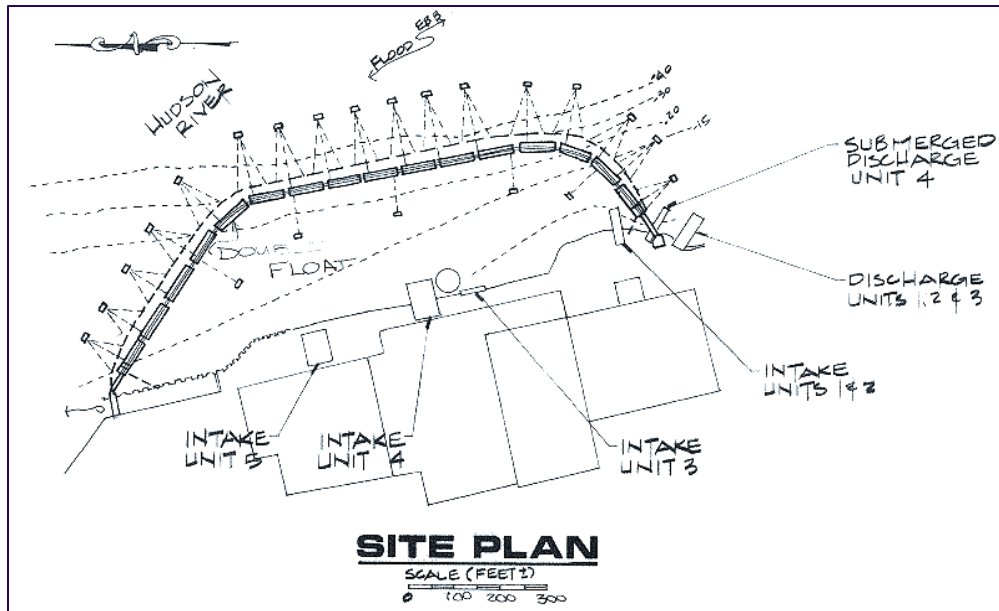 EBB
FLOOD
HUDSON
RIVER
40
30
20
15
SUBMERGED
DISCHARGE
UNIT 4
DOUBLE
FLOAT
DISCHARGE
UNITS 1, 2 & 3
INTAKE
UNITS 1 & 2
INTAKE
UNIT 5
INTAKE
UNIT 4
INTAKE
UNIT 3
SITE PLAN
SCALE (FEET ±)
0 100 200 300